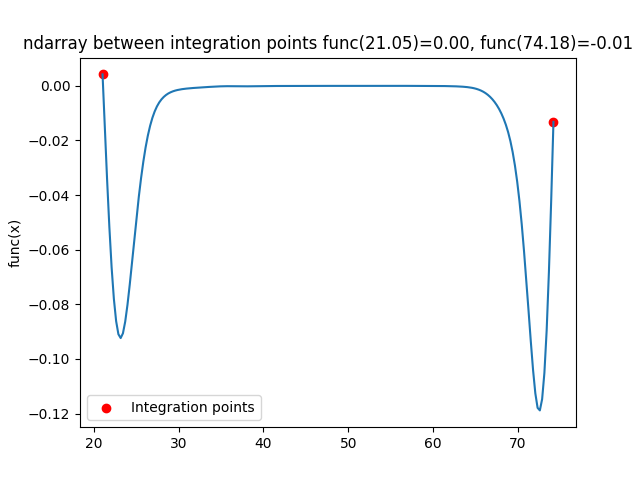 ndarray between integration points func(21.05)=0.00, func(74.18)=-0.01
0.00
−0.02
−0.04
−0.06
−0.08
−0.10
−0.12
func(x)
Integration points
20 30 40 50 60 70